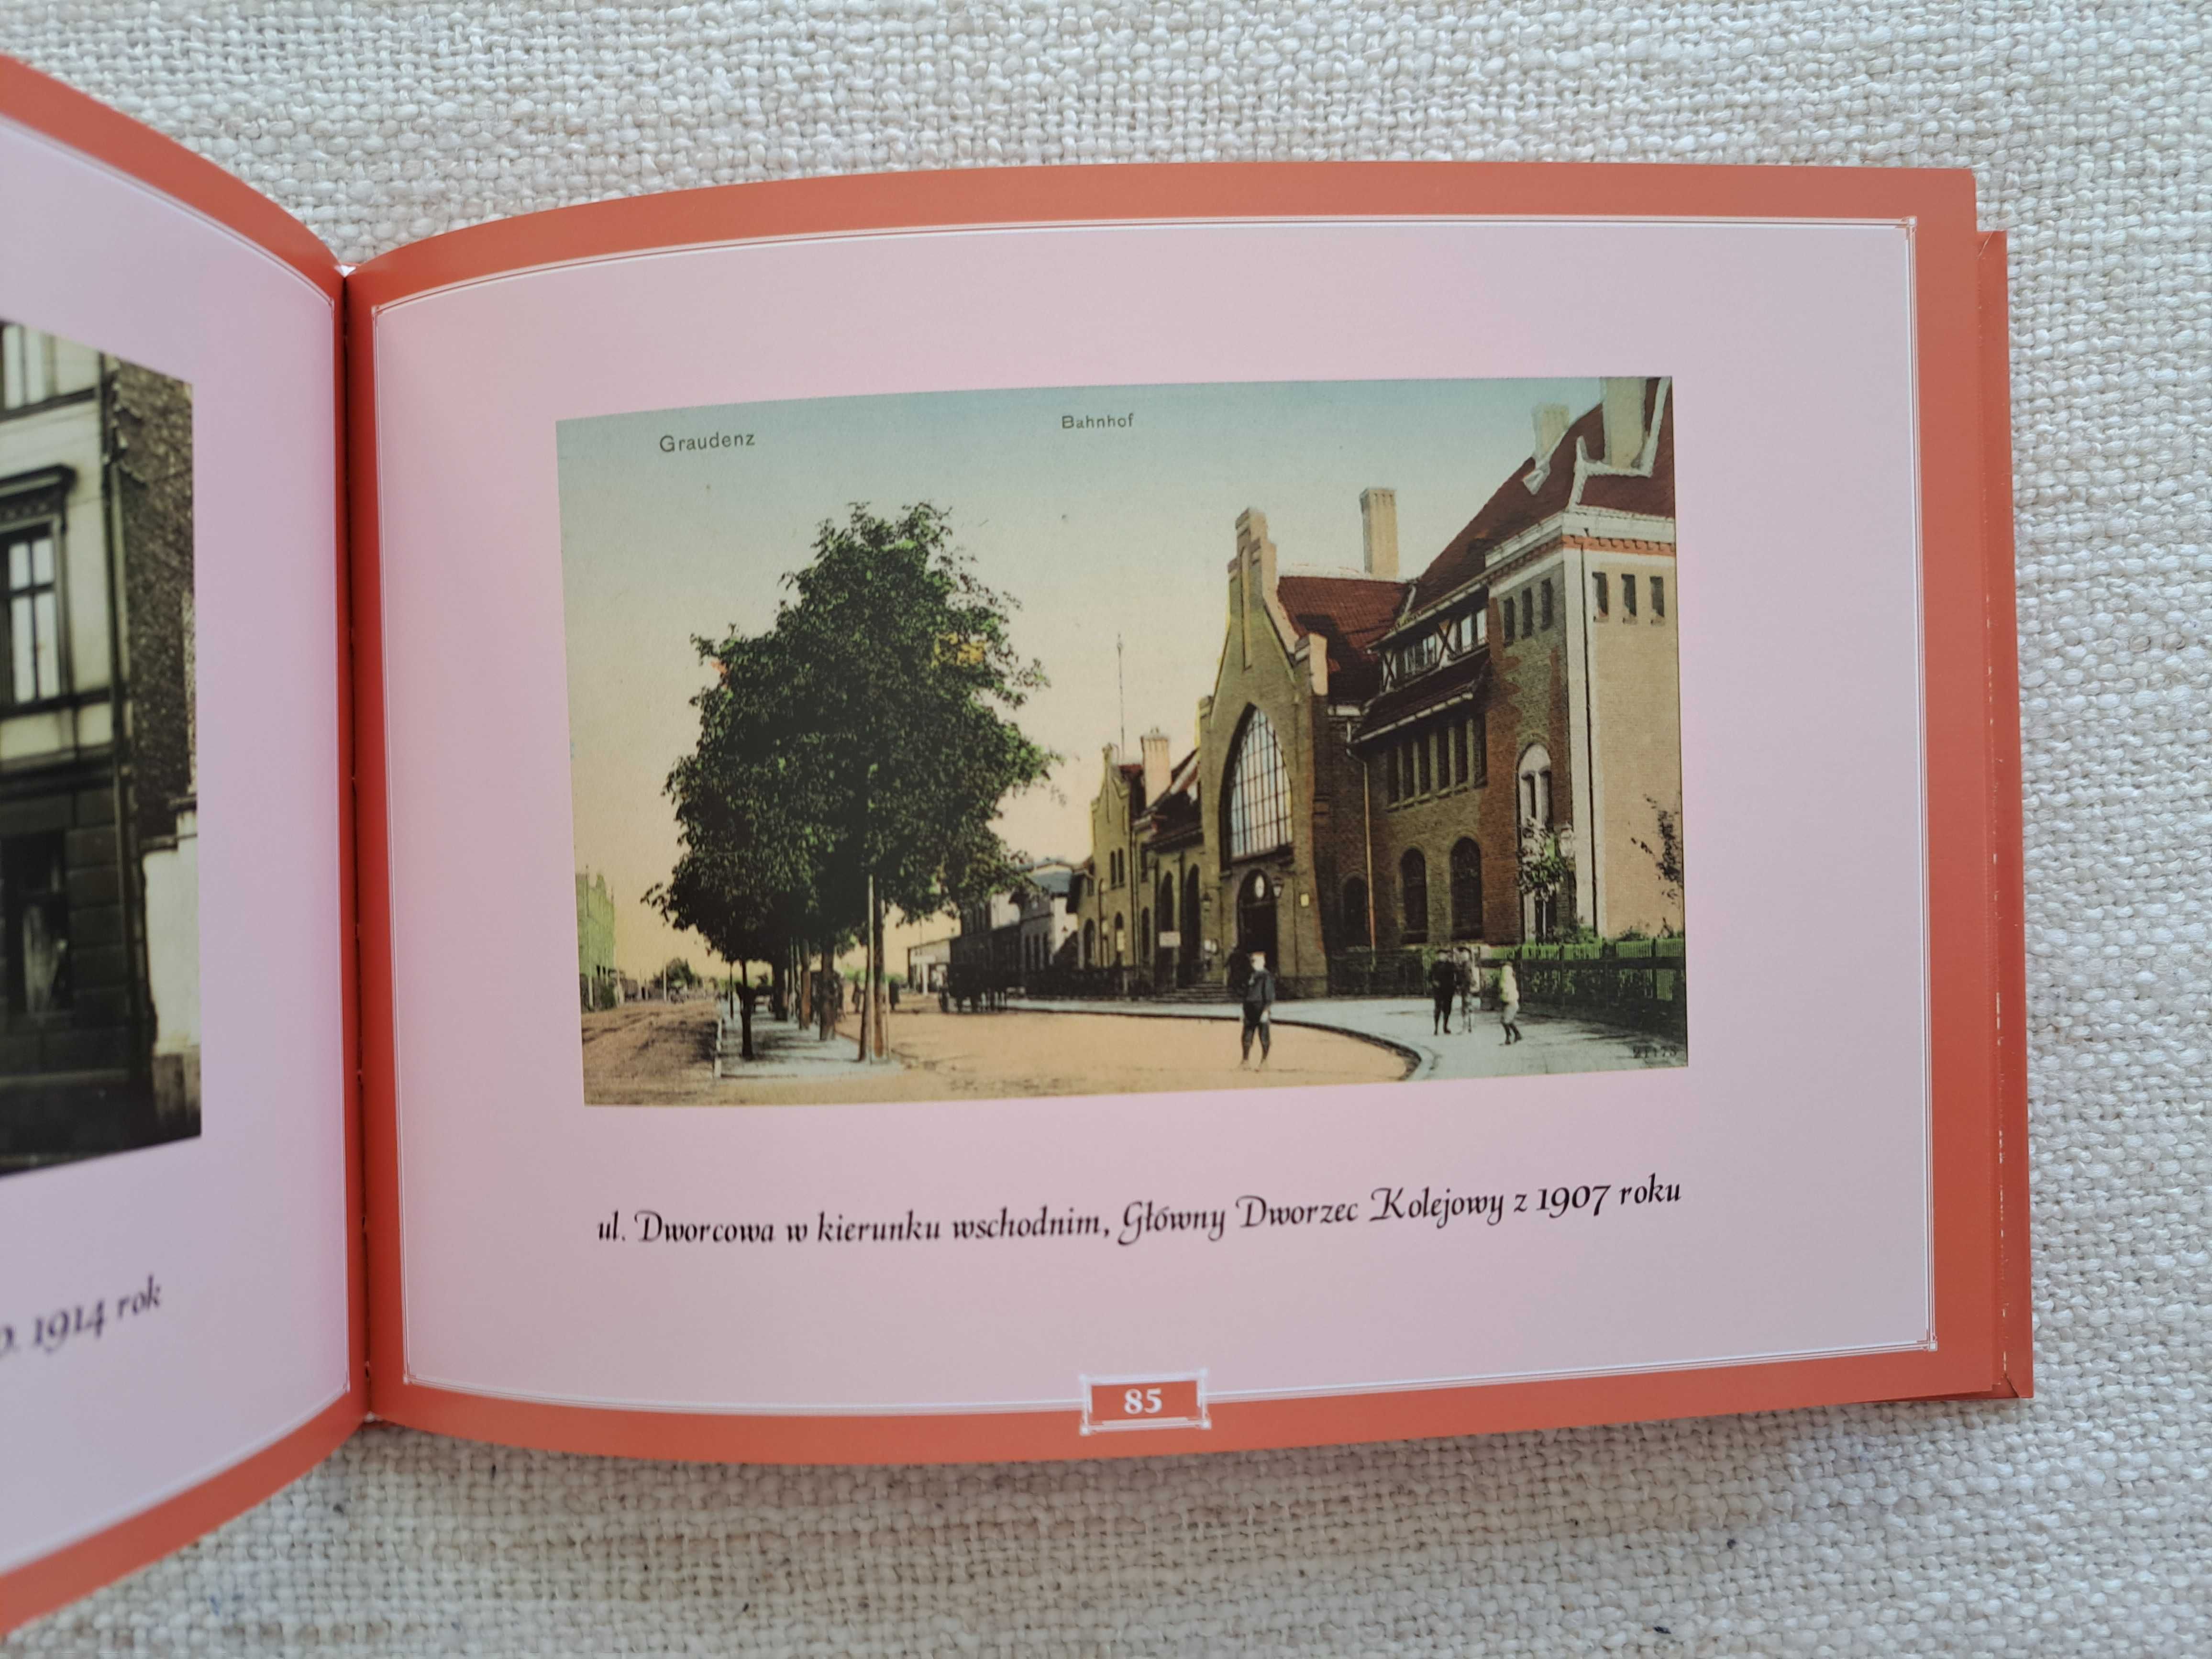 1914 rok
Graudenz
Bahnhof
ul. Dworcowa w kierunku wschodnim, Główny Dworzec Kolejowy z 1907 roku
85